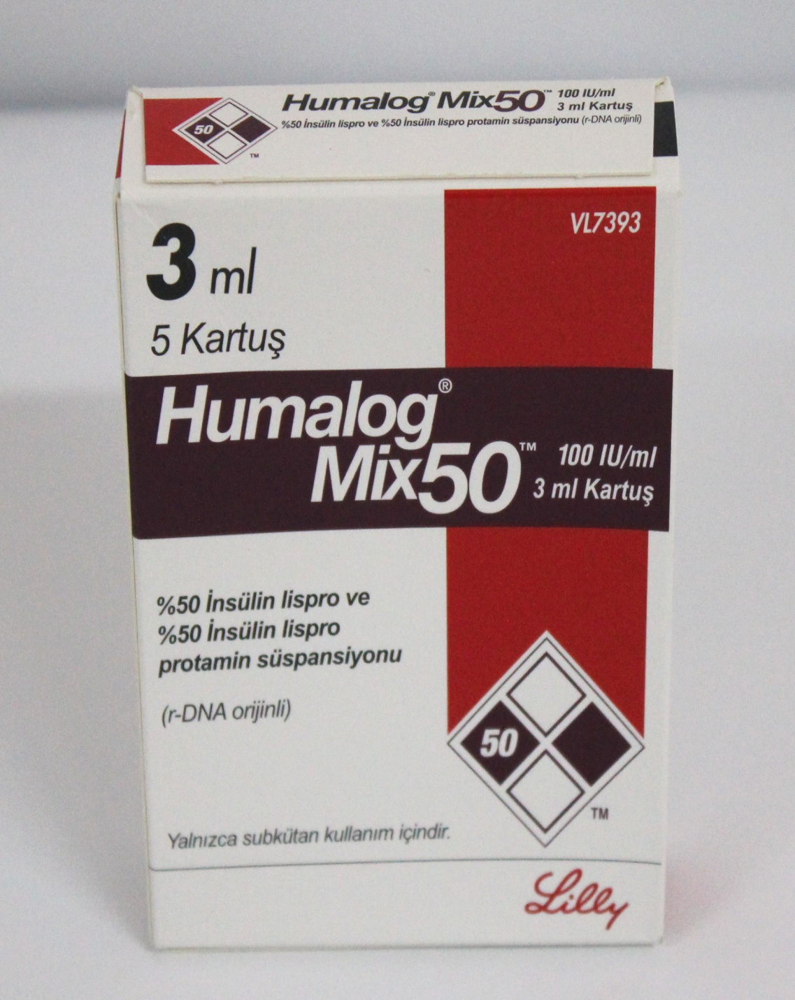 50
TM
Humalog® Mix50™ 100 IU/ml
3 ml Kartuş
%50 İnsülin lispro ve %50 İnsülin lispro protamin süspansiyonu (r-DNA orijinli)
VL7393
3 ml
5 Kartuş
Humalog®
Mix50™ 100 IU/ml
3 ml Kartuş
%50 İnsülin lispro ve
%50 İnsülin lispro
protamin süspansiyonu
(r-DNA orijinli)
50
TM
Yalnızca subkütan kullanım içindir.
Lilly